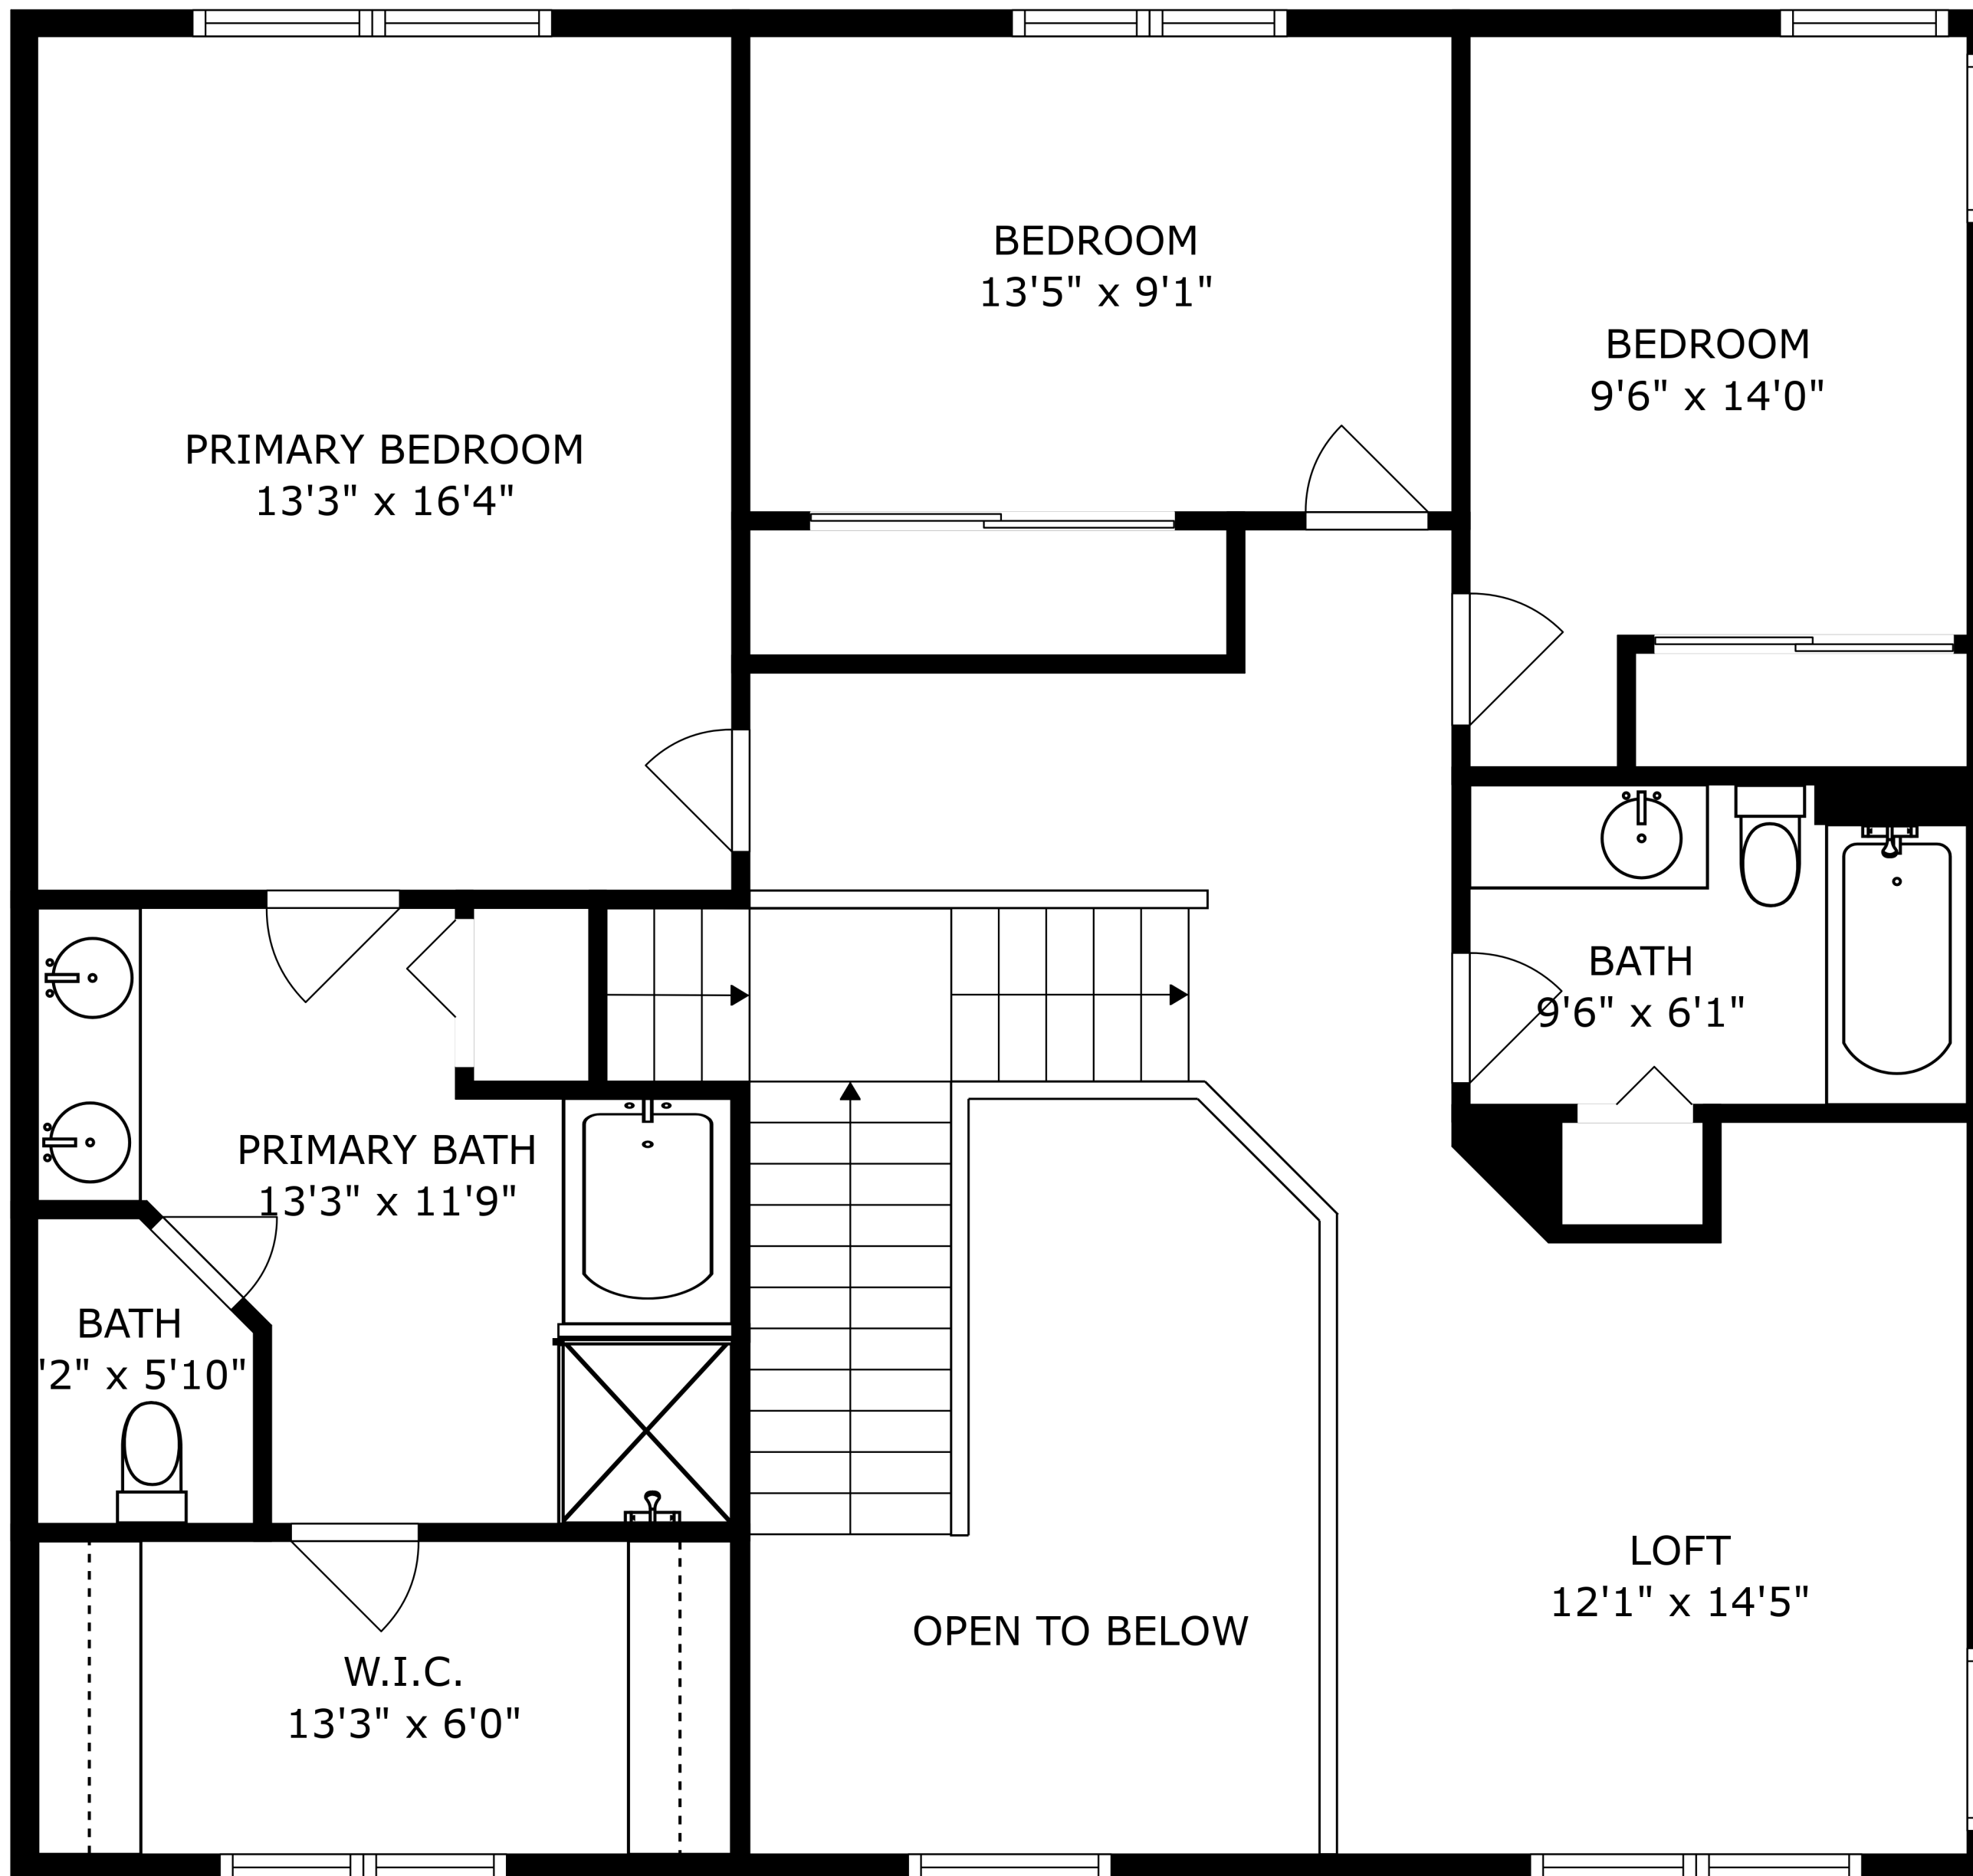 BEDROOM
13'5" x 9'1"
BEDROOM
9'6" x 14'0"
PRIMARY BEDROOM
13'3" x 16'4"
BATH
9'6" x 6'1"
PRIMARY BATH
13'3" x 11'9"
BATH
'2" x 5'10"
LOFT
12'1" x 14'5"
OPEN TO BELOW
W.I.C.
13'3" x 6'0"